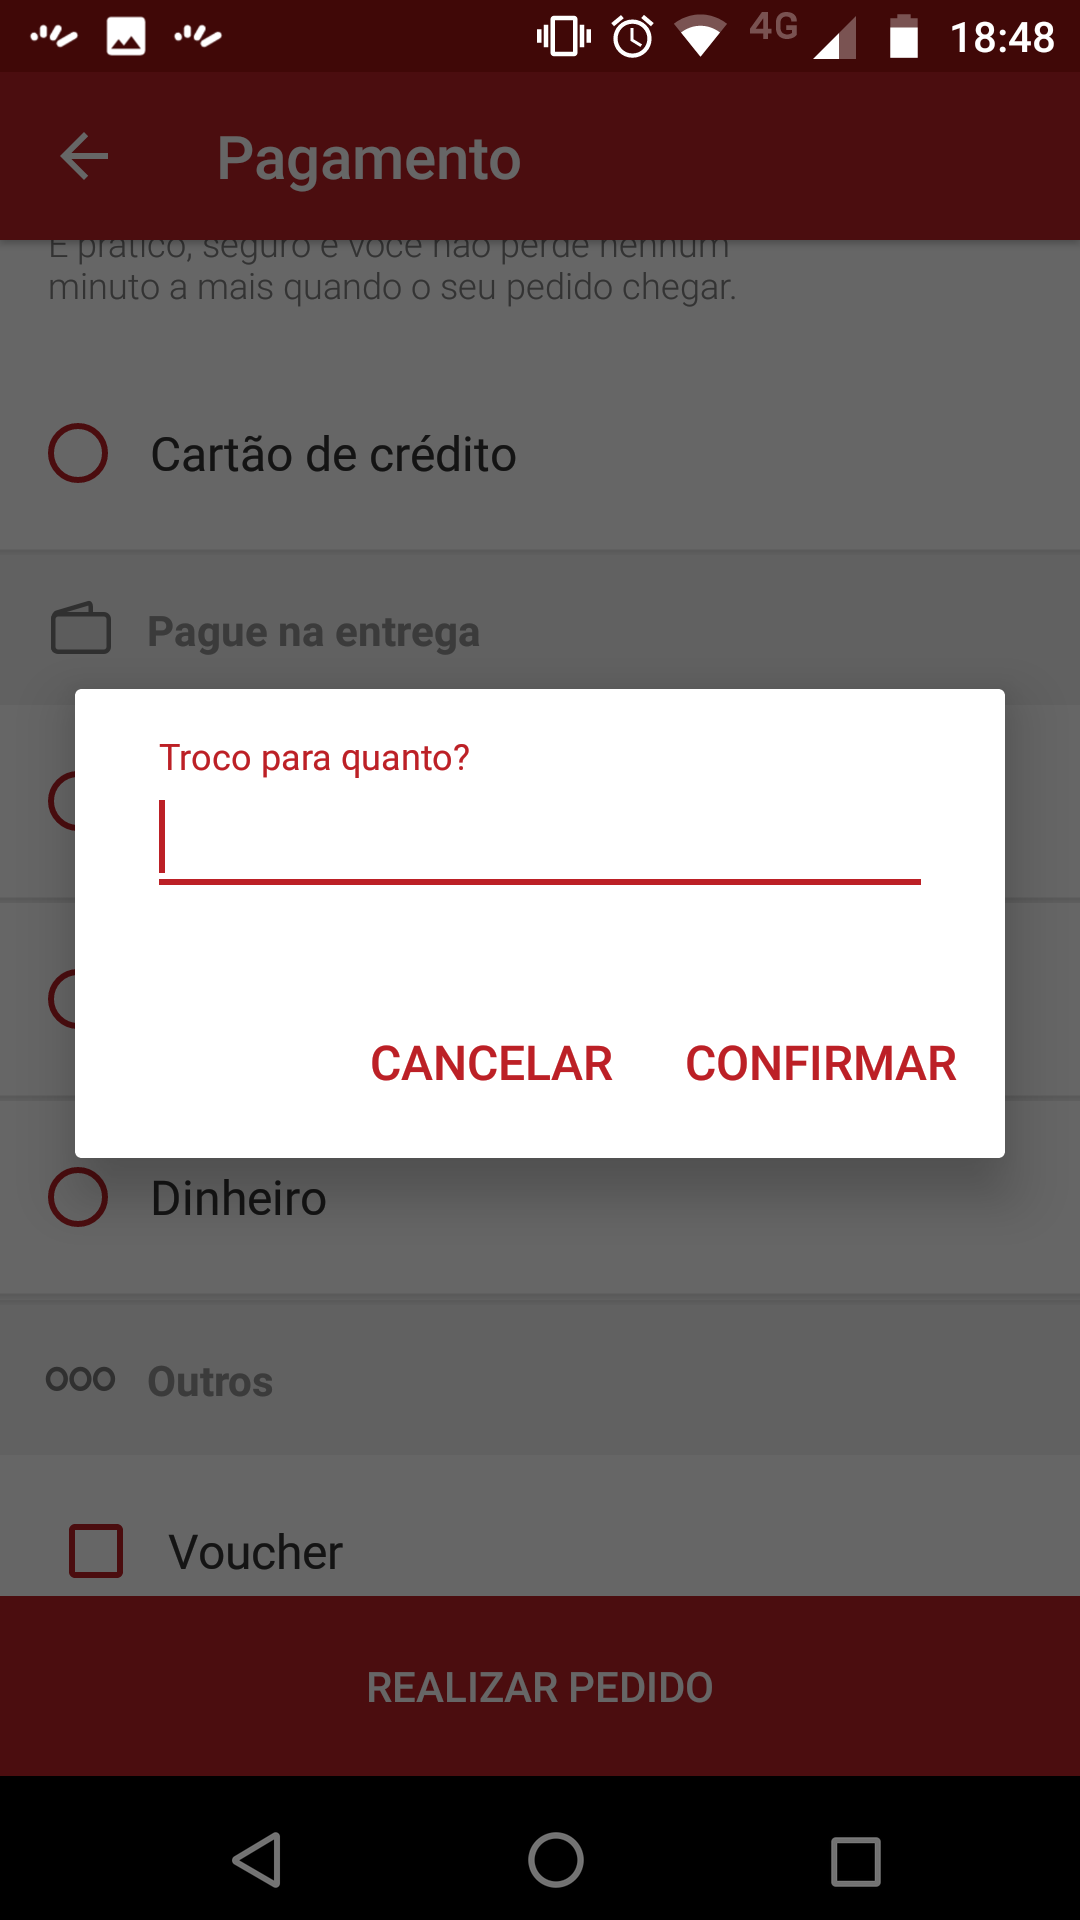 4G 18:48
Pagamento
É prático, seguro e você não perde nenhum
minuto a mais quando o seu pedido chegar.
Cartão de crédito
Pague na entrega
Troco para quanto?
CANCELAR CONFIRMAR
Dinheiro
Outros
Voucher
REALIZAR PEDIDO